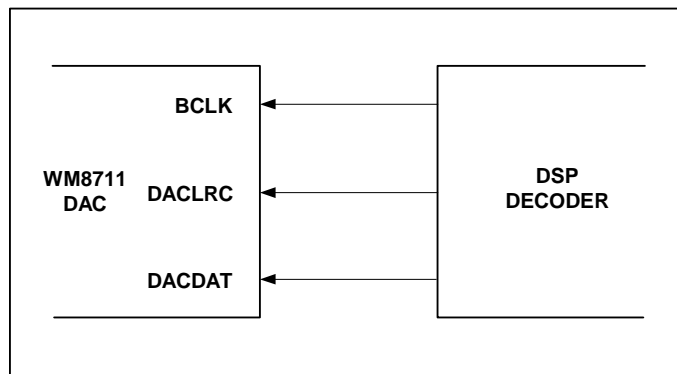 BCLK
WM8711
DAC
DACLRC
DSP
DECODER
DACDAT